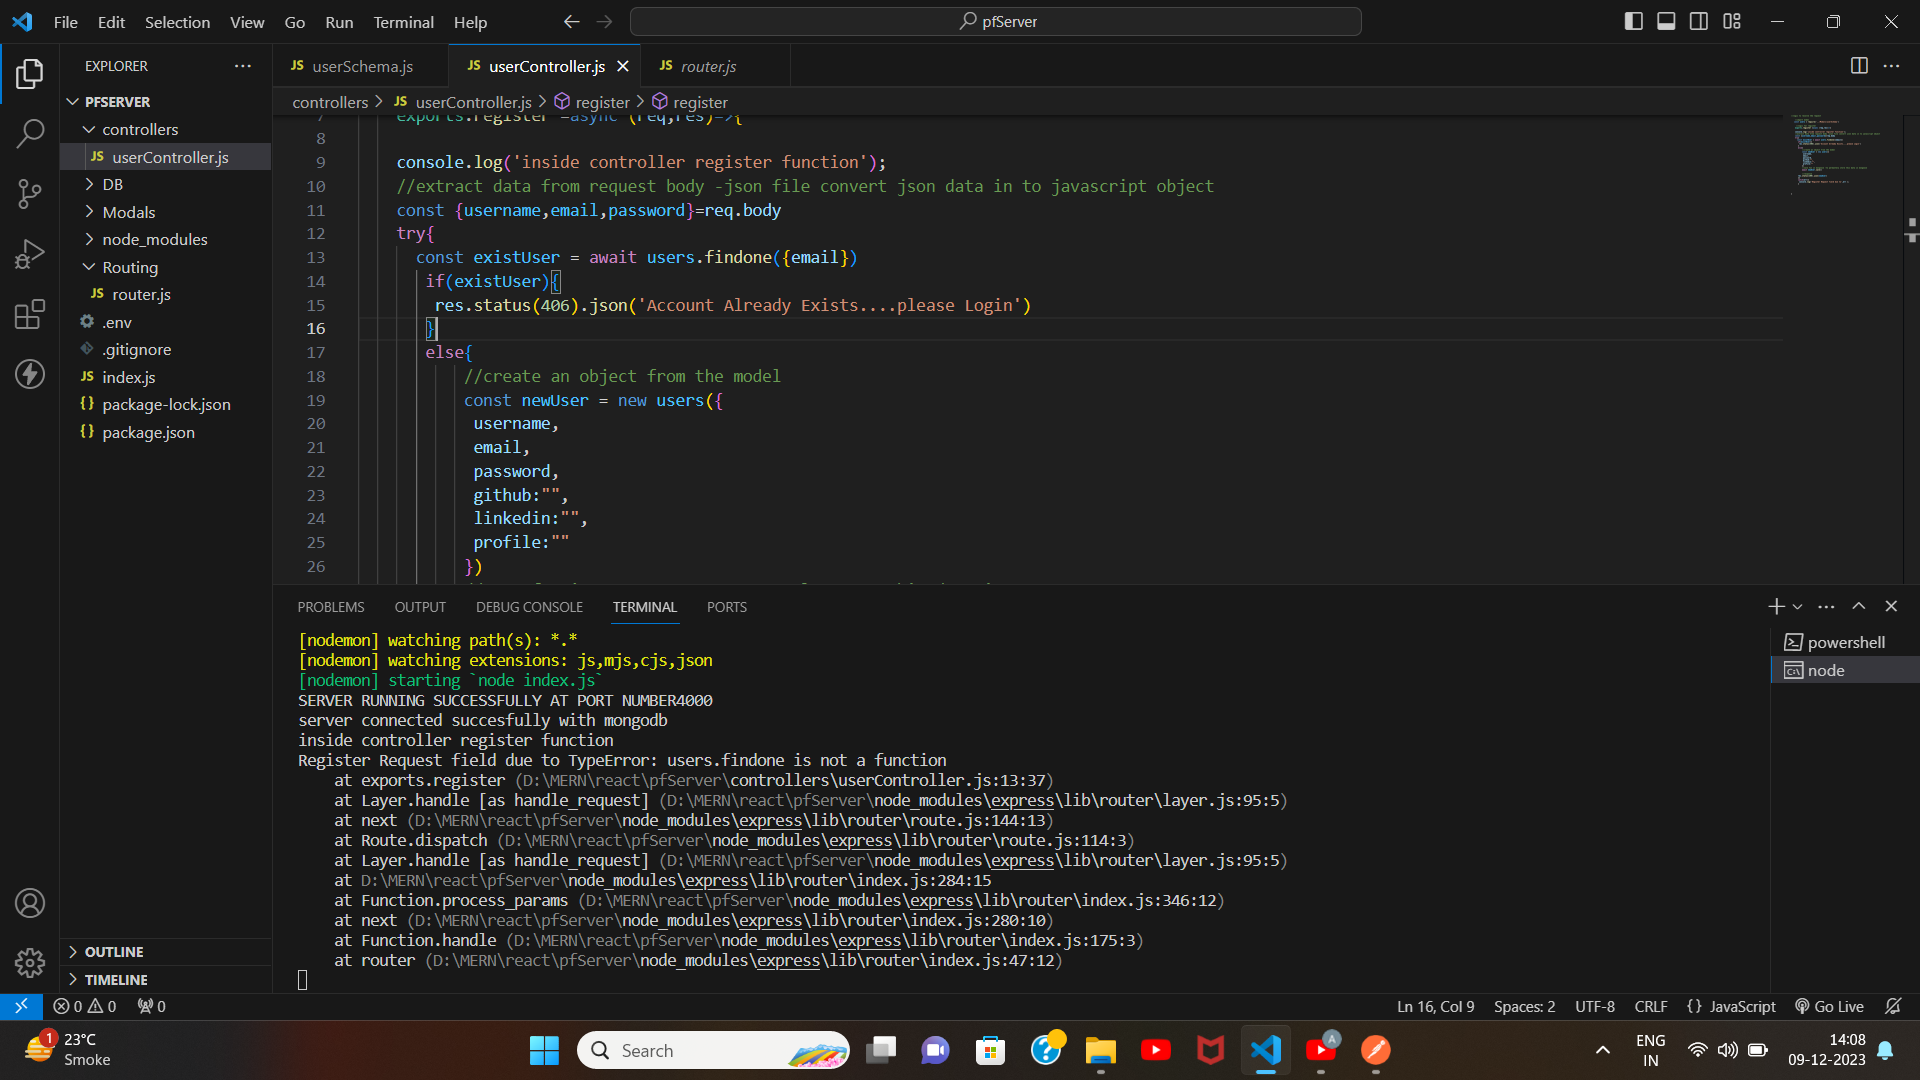 File Edit Selection View Go Run Terminal Help
pfServer
EXPLORER
PFSERVER
controllers
JS userController.js
DB
Modals
node_modules
Routing
JS router.js
.env
.gitignore
JS index.js
{} package-lock.json
{} package.json
OUTLINE
TIMELINE
JS userSchema.js JS userController.js JS router.js
controllers > JS userController.js > register > register
7 exports.register =async (req,res)=>{
8
9 console.log('inside controller register function');
10 //extract data from request body -json file convert json data in to javascript object
11 const {username,email,password}=req.body
12 try{
13 const existUser = await users.findone({email})
14 if(existUser){
15 res.status(406).json('Account Already Exists....please Login')
16 }
17 else{
18 //create an object from the model
19 const newUser = new users({
20 username,
21 email,
22 password,
23 github:"",
24 linkedin:"",
25 profile:""
26 })
PROBLEMS OUTPUT DEBUG CONSOLE TERMINAL PORTS
[nodemon] watching path(s): *.*
[nodemon] watching extensions: js,mjs,cjs,json
[nodemon] starting `node index.js`
SERVER RUNNING SUCCESSFULLY AT PORT NUMBER4000
server connected succesfully with mongodb
inside controller register function
Register Request field due to TypeError: users.findone is not a function
at exports.register (D:\MERN\react\pfServer\controllers\userController.js:13:37)
at Layer.handle [as handle_request] (D:\MERN\react\pfServer\node_modules\express\lib\router\layer.js:95:5)
at next (D:\MERN\react\pfServer\node_modules\express\lib\router\route.js:144:13)
at Route.dispatch (D:\MERN\react\pfServer\node_modules\express\lib\router\route.js:114:3)
at Layer.handle [as handle_request] (D:\MERN\react\pfServer\node_modules\express\lib\router\layer.js:95:5)
at D:\MERN\react\pfServer\node_modules\express\lib\router\index.js:284:15
at Function.process_params (D:\MERN\react\pfServer\node_modules\express\lib\router\index.js:346:12)
at next (D:\MERN\react\pfServer\node_modules\express\lib\router\index.js:280:10)
at Function.handle (D:\MERN\react\pfServer\node_modules\express\lib\router\index.js:175:3)
at router (D:\MERN\react\pfServer\node_modules\express\lib\router\index.js:47:12)
powershell
node
0 0 0
Ln 16, Col 9 Spaces: 2 UTF-8 CRLF {} JavaScript Go Live
1 23°C
Smoke
Search
A
ENG
IN
14:08
09-12-2023